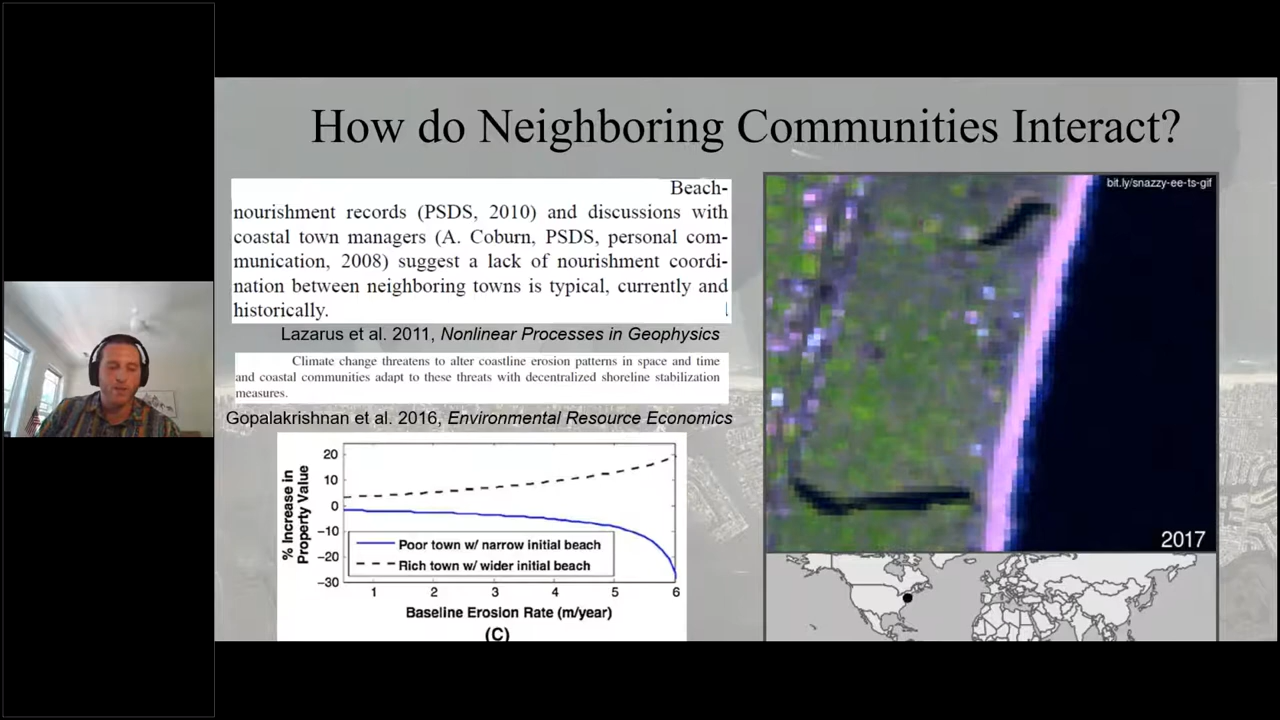 How do Neighboring Communities Interact?
Beach-
nourishment records (PSDS, 2010) and discussions with
coastal town managers (A. Coburn, PSDS, personal com-
munication, 2008) suggest a lack of nourishment coordi-
nation between neighboring towns is typical, currently and
historically.
Lazarus et al. 2011, Nonlinear Processes in Geophysics
Climate change threatens to alter coastline erosion patterns in space and time
and coastal communities adapt to these threats with decentralized shoreline stabilization
measures.
Gopalakrishnan et al. 2016, Environmental Resource Economics
% Increase in
Property Value
20
10
0
−10
−20
−30
Poor town w/ narrow initial beach
Rich town w/ wider initial beach
1 2 3 4 5 6
Baseline Erosion Rate (m/year)
(C)
bit.ly/snazzy-ee-ts-gif
2017